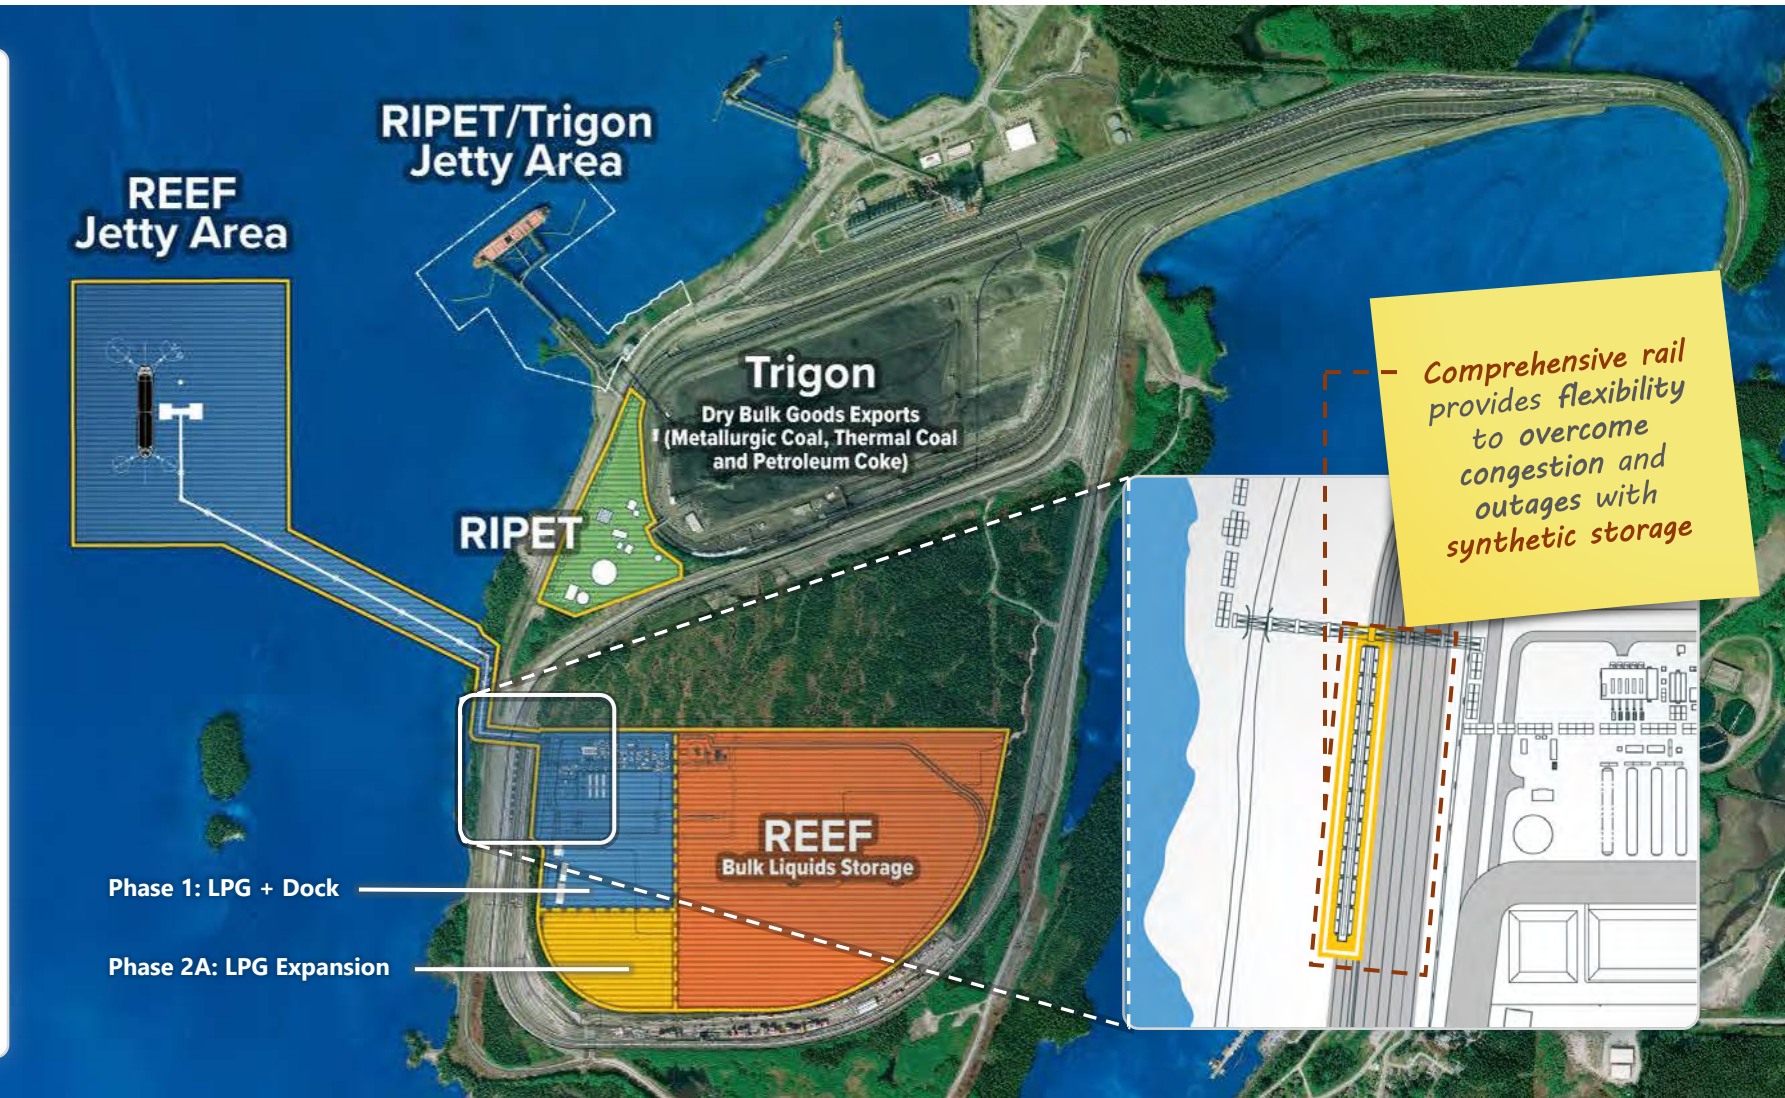 RIPET/Trigon
Jetty Area
REEF
Jetty Area
Trigon
Dry Bulk Goods Exports
(Metallurgic Coal, Thermal Coal
and Petroleum Coke)
RIPET
Comprehensive rail
provides flexibility
to overcome
congestion and
outages with
synthetic storage
REEF
Bulk Liquids Storage
Phase 1: LPG + Dock
Phase 2A: LPG Expansion